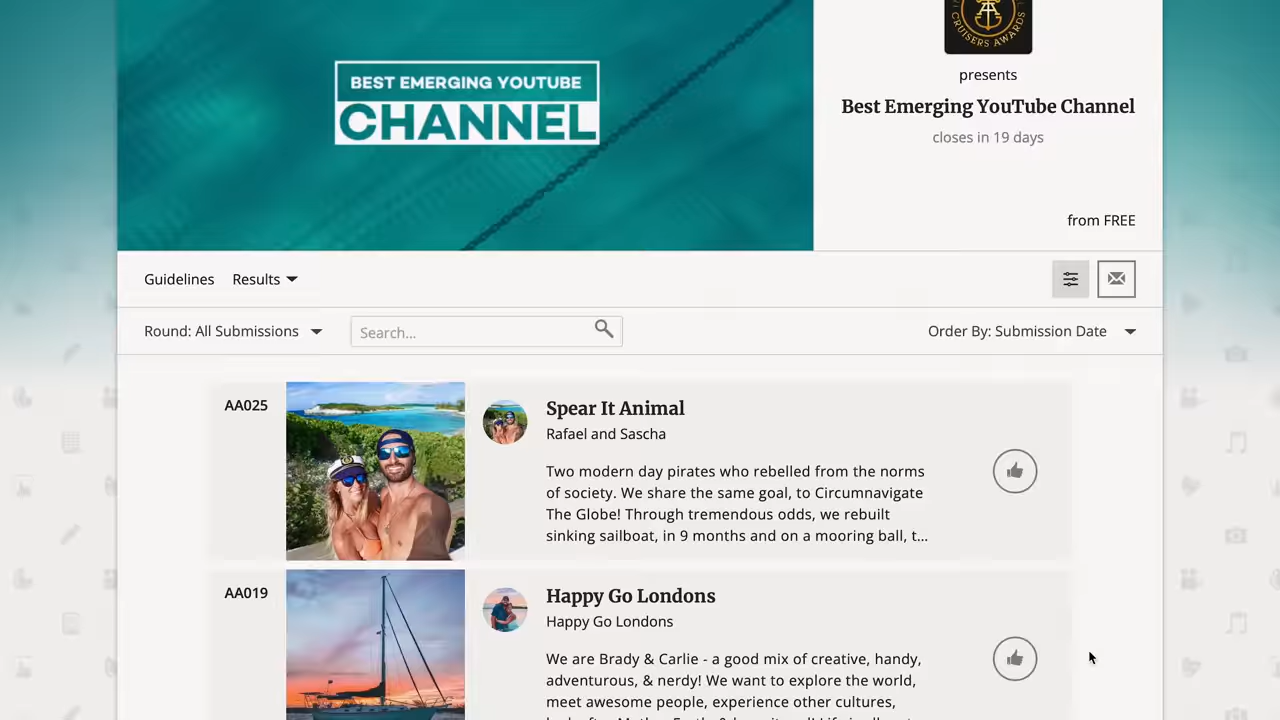 CRUISERS AWARDS
BEST EMERGING YOUTUBE
CHANNEL
presents
Best Emerging YouTube Channel
closes in 19 days
from FREE
Guidelines Results
Round: All Submissions Search... Order By: Submission Date
AA025
Spear It Animal
Rafael and Sascha
Two modern day pirates who rebelled from the norms
of society. We share the same goal, to Circumnavigate
The Globe! Through tremendous odds, we rebuilt
sinking sailboat, in 9 months and on a mooring ball, t...
AA019
Happy Go Londons
Happy Go Londons
We are Brady & Carlie - a good mix of creative, handy,
adventurous, & nerdy! We want to explore the world,
meet awesome people, experience other cultures,